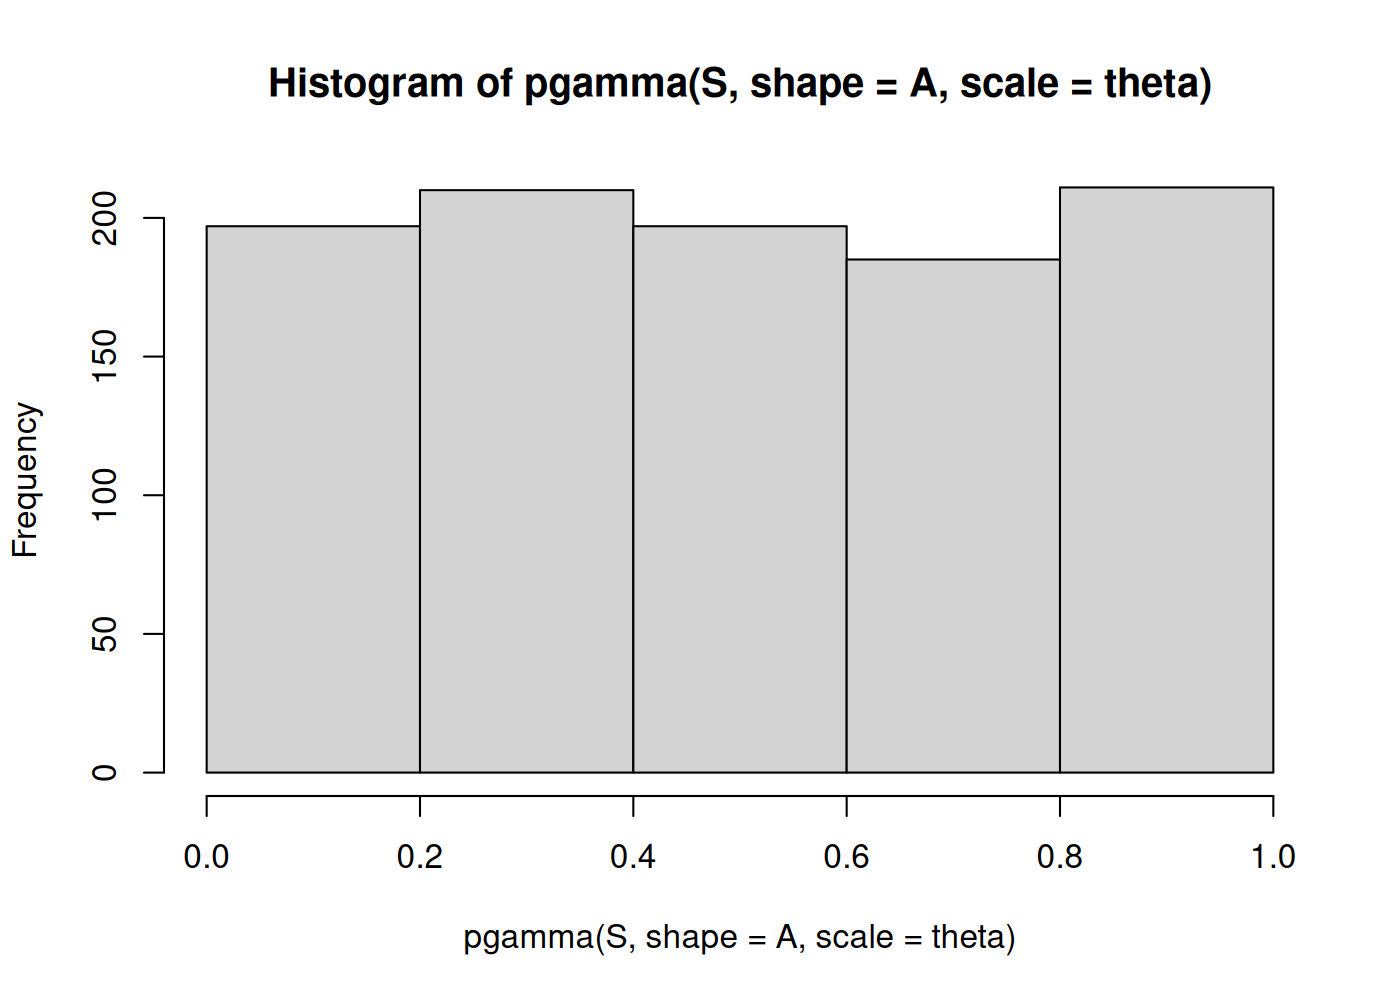 Histogram of pgamma(S, shape = A, scale = theta)
Frequency
200
150
100
50
0
0.0 0.2 0.4 0.6 0.8 1.0
pgamma(S, shape = A, scale = theta)